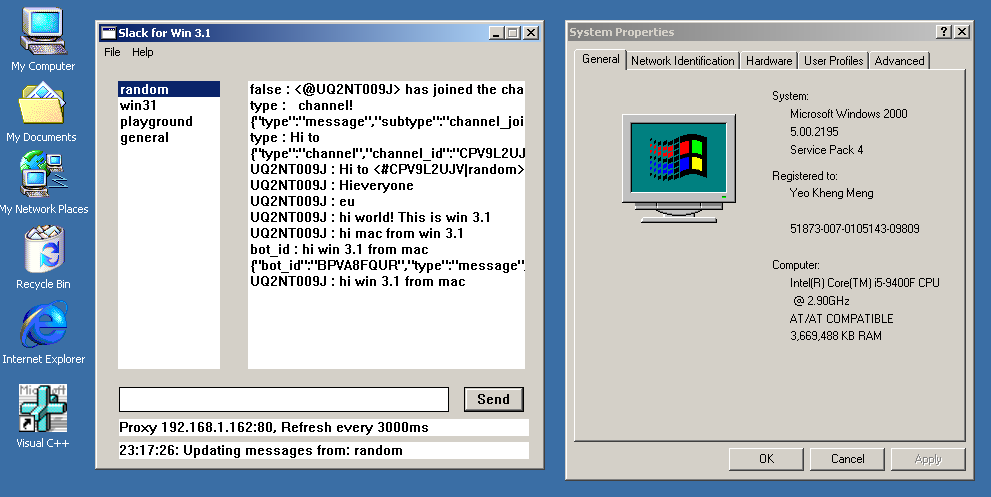 My Computer
My Documents
My Network Places
Recycle Bin
Internet Explorer
Microsoft
Visual C++
Slack for Win 3.1
File Help
random
win31
playground
general
false : <@UQ2NT009J> has joined the cha
type :   channel!
{"type":"message","subtype":"channel_joi
type : Hi to
{"type":"channel","channel_id":"CPV9L2UJ
UQ2NT009J : Hi to <#CPV9L2UJV|random>
UQ2NT009J : Hieveryone
UQ2NT009J : eu
UQ2NT009J : hi world! This is win 3.1
UQ2NT009J : hi mac from win 3.1
bot_id : hi win 3.1 from mac
{"bot_id":"BPVA8FQUR","type":"message",
UQ2NT009J : hi win 3.1 from mac
Send
Proxy 192.168.1.162:80, Refresh every 3000ms
23:17:26: Updating messages from: random
System Properties
General Network Identification Hardware User Profiles Advanced
System:
Microsoft Windows 2000
5.00.2195
Service Pack 4
Registered to:
Yeo Kheng Meng
51873-007-0105143-09809
Computer:
Intel(R) Core(TM) i5-9400F CPU
@ 2.90GHz
AT/AT COMPATIBLE
3,669,488 KB RAM
OK Cancel Apply